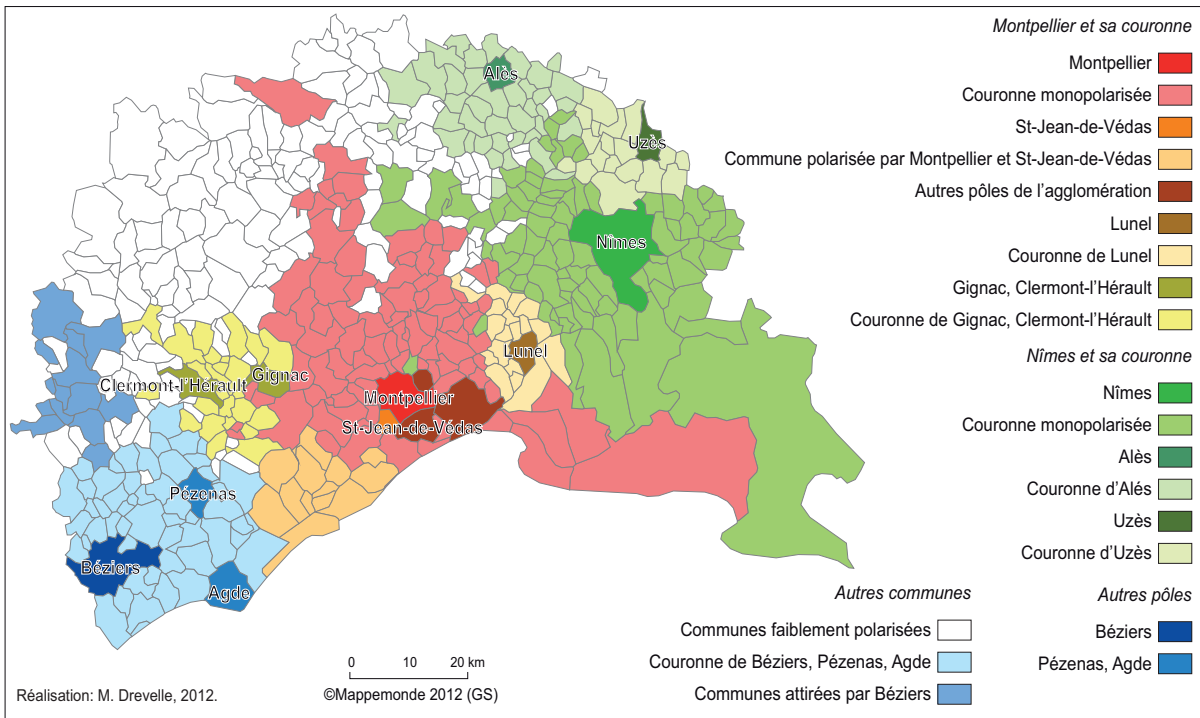 Montpellier et sa couronne
Montpellier
Couronne monopolarisée
St-Jean-de-Védas
Commune polarisée par Montpellier et St-Jean-de-Védas
Autres pôles de l'agglomération
Lunel
Couronne de Lunel
Gignac, Clermont-l'Hérault
Couronne de Gignac, Clermont-l'Hérault
Nîmes et sa couronne
Nîmes
Couronne monopolarisée
Alès
Couronne d'Alés
Uzès
Couronne d'Uzès
Autres pôles
Béziers
Pézenas, Agde
Autres communes
Communes faiblement polarisées
Couronne de Béziers, Pézenas, Agde
Communes attirées par Béziers
Alès
Uzès
Nîmes
Lunel
Clermont-l'Hérault
Gignac
Montpellier
St-Jean-de-Védas
Pézenas
Béziers
Agde
0 10 20 km
Réalisation: M. Drevelle, 2012.
©Mappemonde 2012 (GS)